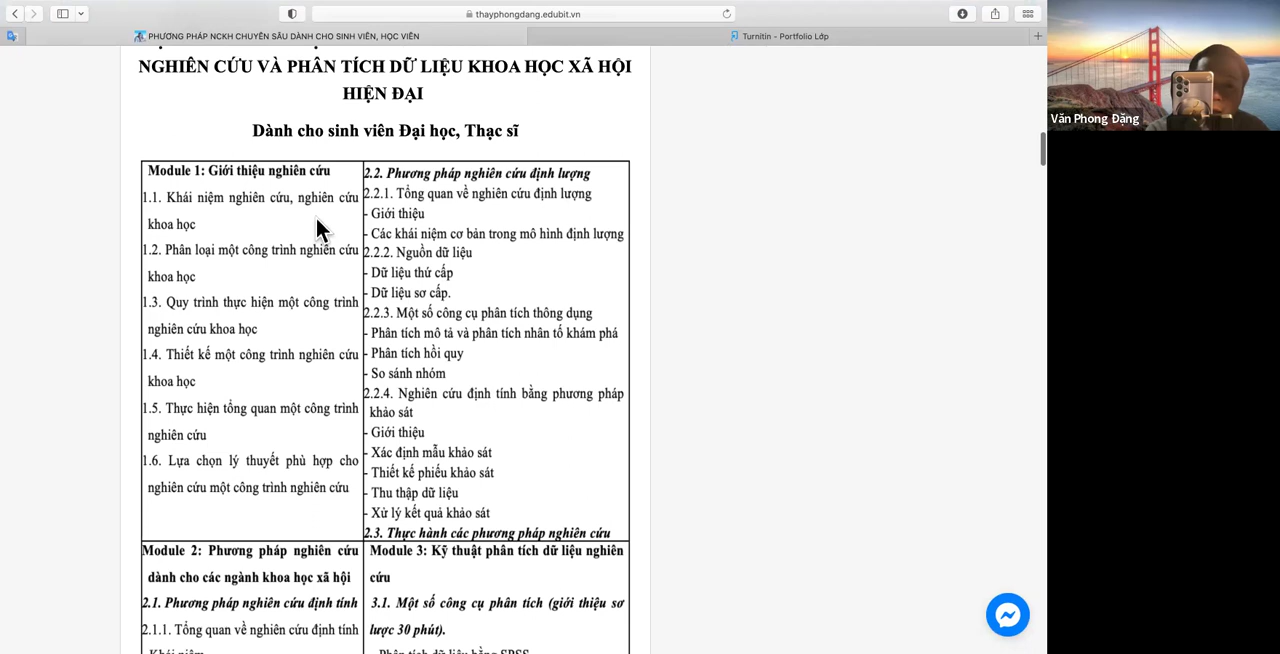 thayphongdang.edubit.vn
PHƯƠNG PHÁP NCKH CHUYÊN SÂU DÀNH CHO SINH VIÊN, HỌC VIÊN
Turnitin - Portfolio Lớp
NGHIÊN CỨU VÀ PHÂN TÍCH DỮ LIỆU KHOA HỌC XÃ HỘI
HIỆN ĐẠI
Dành cho sinh viên Đại học, Thạc sĩ
Module 1: Giới thiệu nghiên cứu
1.1. Khái niệm nghiên cứu, nghiên cứu
khoa học
1.2. Phân loại một công trình nghiên cứu
khoa học
1.3. Quy trình thực hiện một công trình
nghiên cứu khoa học
1.4. Thiết kế một công trình nghiên cứu
khoa học
1.5. Thực hiện tổng quan một công trình
nghiên cứu
1.6. Lựa chọn lý thuyết phù hợp cho
nghiên cứu một công trình nghiên cứu
2.2. Phương pháp nghiên cứu định lượng
2.2.1. Tổng quan về nghiên cứu định lượng
- Giới thiệu
- Các khái niệm cơ bản trong mô hình định lượng
2.2.2. Nguồn dữ liệu
- Dữ liệu thứ cấp
- Dữ liệu sơ cấp.
2.2.3. Một số công cụ phân tích thông dụng
- Phân tích mô tả và phân tích nhân tố khám phá
- Phân tích hồi quy
- So sánh nhóm
2.2.4. Nghiên cứu định tính bằng phương pháp
khảo sát
- Giới thiệu
- Xác định mẫu khảo sát
- Thiết kế phiếu khảo sát
- Thu thập dữ liệu
- Xử lý kết quả khảo sát
2.3. Thực hành các phương pháp nghiên cứu
Module 2: Phương pháp nghiên cứu
dành cho các ngành khoa học xã hội
2.1. Phương pháp nghiên cứu định tính
2.1.1. Tổng quan về nghiên cứu định tính
Module 3: Kỹ thuật phân tích dữ liệu nghiên
cứu
3.1. Một số công cụ phân tích (giới thiệu sơ
lược 30 phút).
Văn Phong Đặng